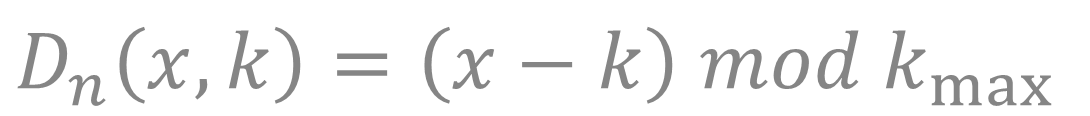 Dₙ(x, k) = (x − k) mod kₘₐₓ